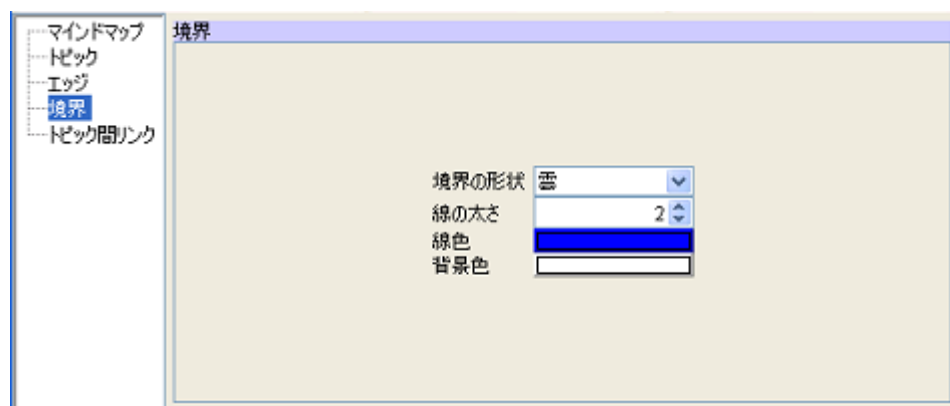 マインドマップ
トピック
エッジ
境界
トピック間リンク
境界
境界の形状 雲
線の太さ 2
線色
背景色